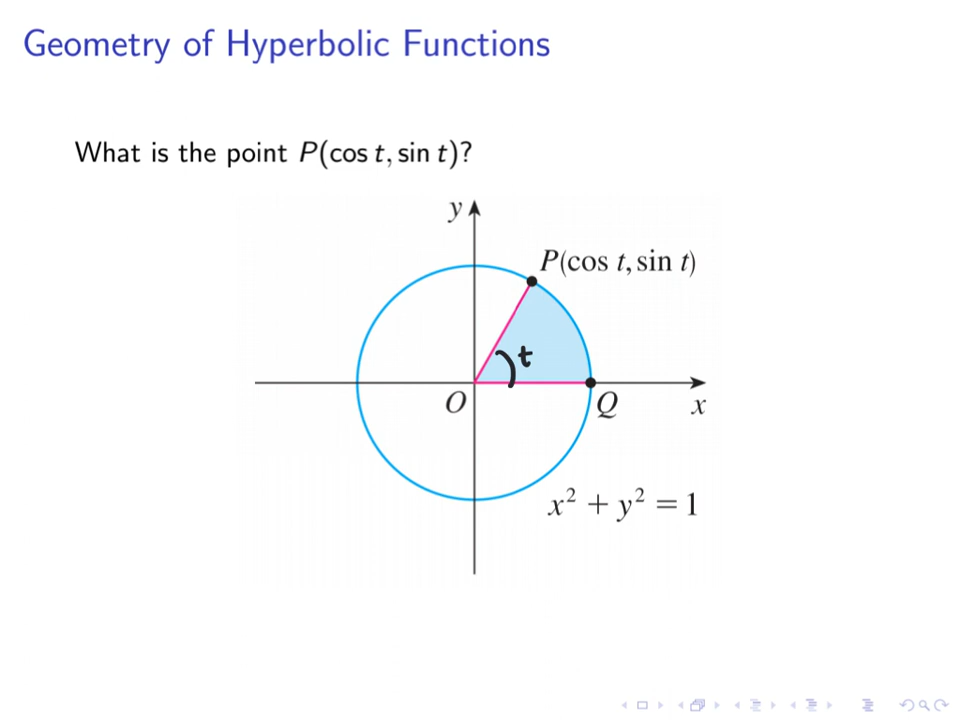 Geometry of Hyperbolic Functions
What is the point P(cos t, sin t)?
y
P(cos t, sin t)
t
O
Q
x
x² + y² = 1